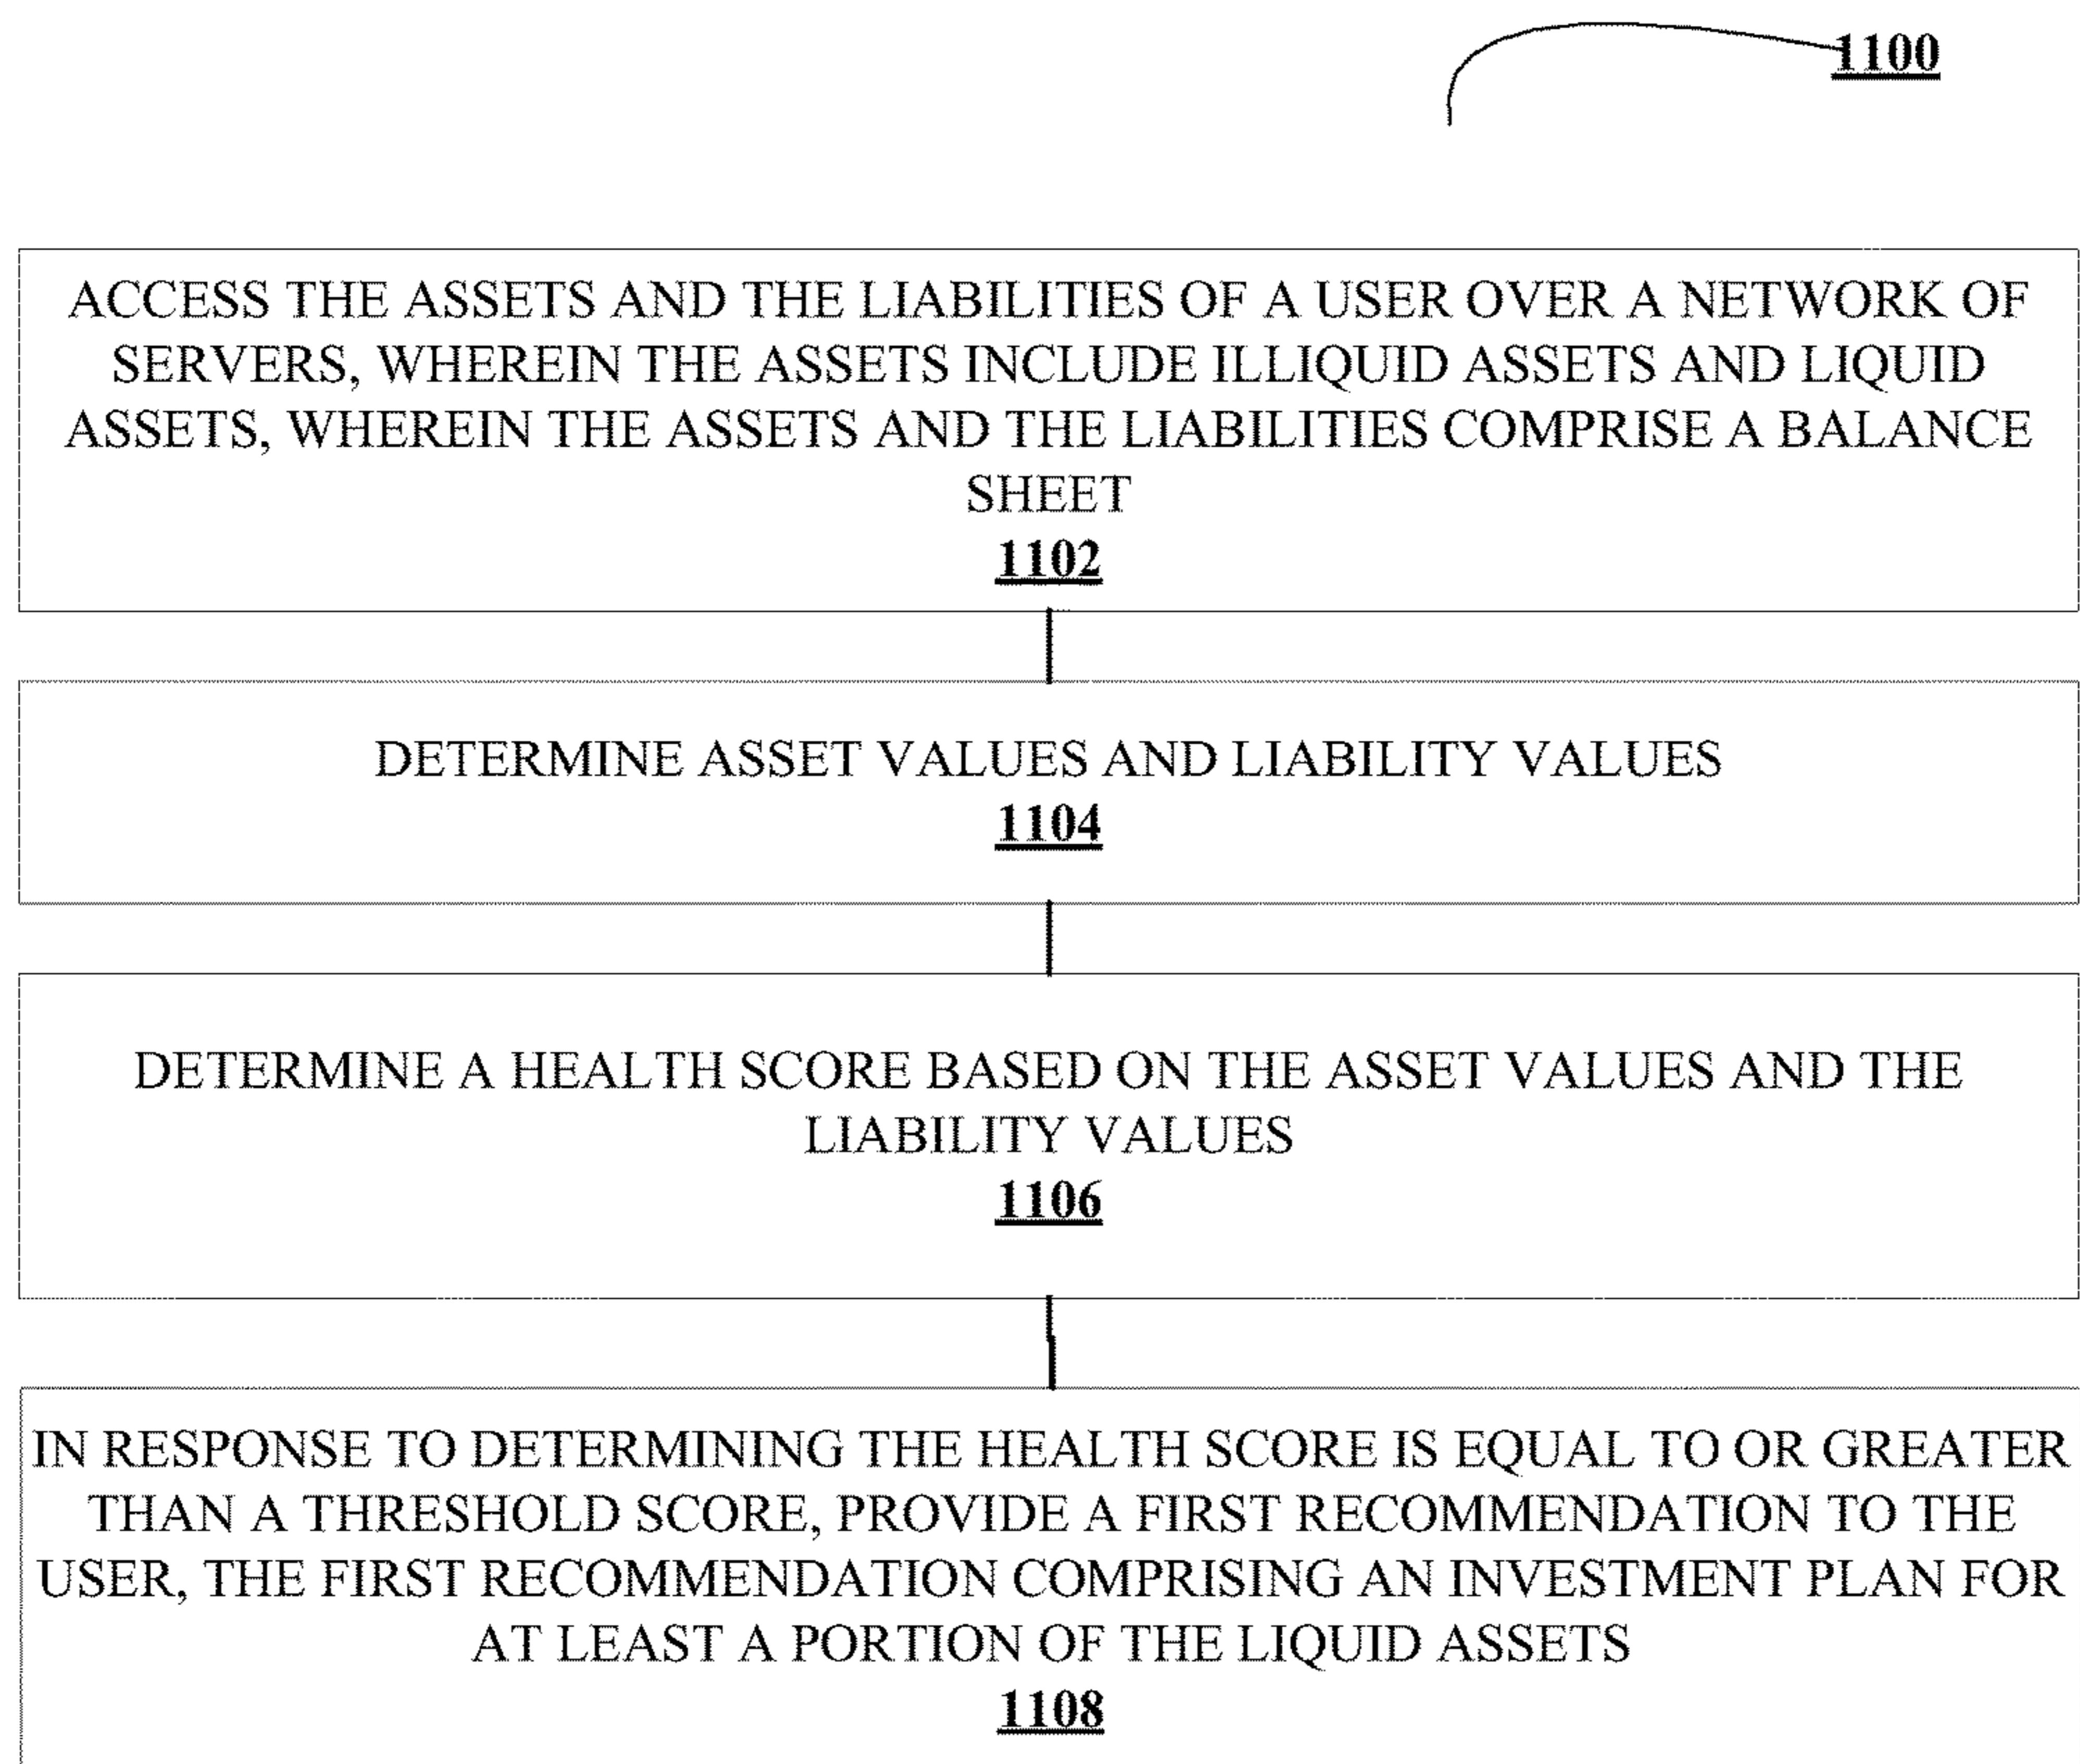 1100
ACCESS THE ASSETS AND THE LIABILITIES OF A USER OVER A NETWORK OF
SERVERS, WHEREIN THE ASSETS INCLUDE ILLIQUID ASSETS AND LIQUID
ASSETS, WHEREIN THE ASSETS AND THE LIABILITIES COMPRISE A BALANCE
SHEET
1102
DETERMINE ASSET VALUES AND LIABILITY VALUES
1104
DETERMINE A HEALTH SCORE BASED ON THE ASSET VALUES AND THE
LIABILITY VALUES
1106
IN RESPONSE TO DETERMINING THE HEALTH SCORE IS EQUAL TO OR GREATER
THAN A THRESHOLD SCORE, PROVIDE A FIRST RECOMMENDATION TO THE
USER, THE FIRST RECOMMENDATION COMPRISING AN INVESTMENT PLAN FOR
AT LEAST A PORTION OF THE LIQUID ASSETS
1108